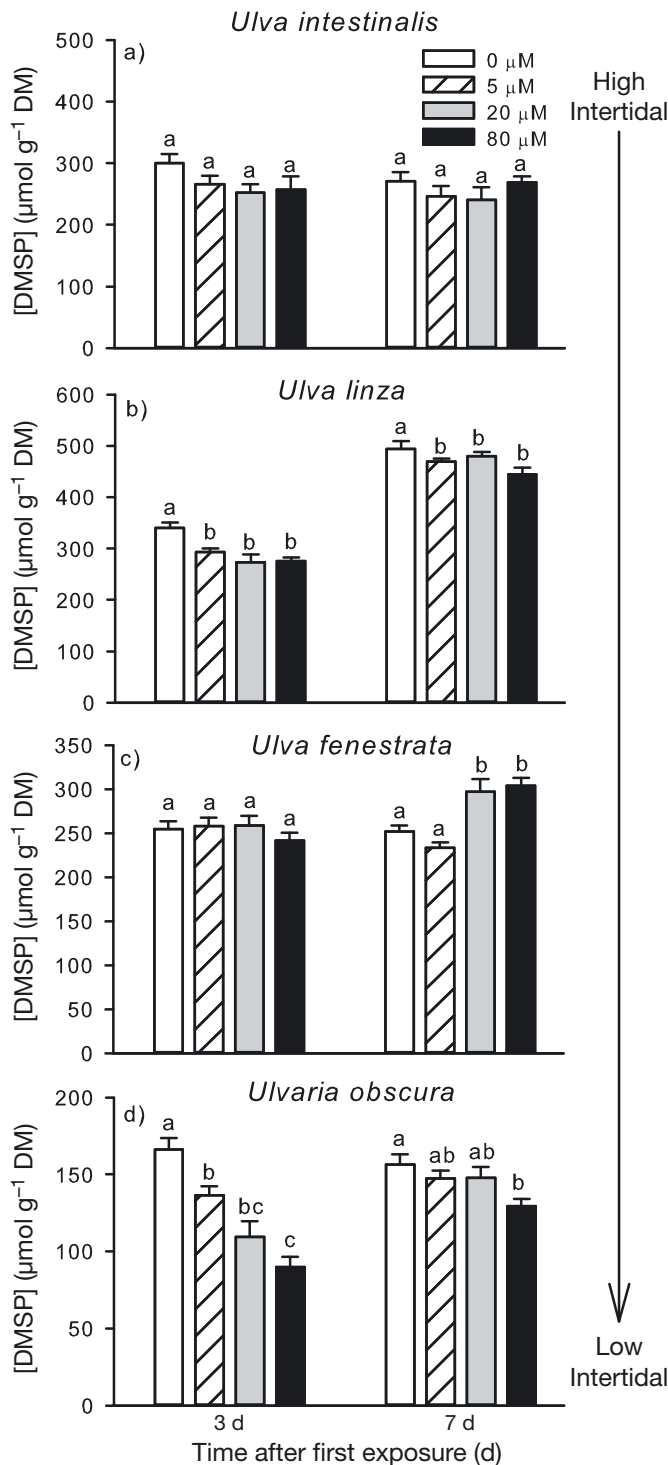 Ulva intestinalis
a)
[DMSP] (µmol g–1 DM)
500
400
300
200
100
0
0 µM
5 µM
20 µM
80 µM
a a a a
a a a a
High
Intertidal
Ulva linza
b)
[DMSP] (µmol g–1 DM)
600
500
400
300
200
100
0
a b b b
a b b b
Ulva fenestrata
c)
[DMSP] (µmol g–1 DM)
350
300
250
200
150
100
50
0
a a a a
a a b b
Ulvaria obscura
d)
[DMSP] (µmol g–1 DM)
200
150
100
50
0
a b bc c
a ab ab b
Low
Intertidal
3 d 7 d
Time after first exposure (d)